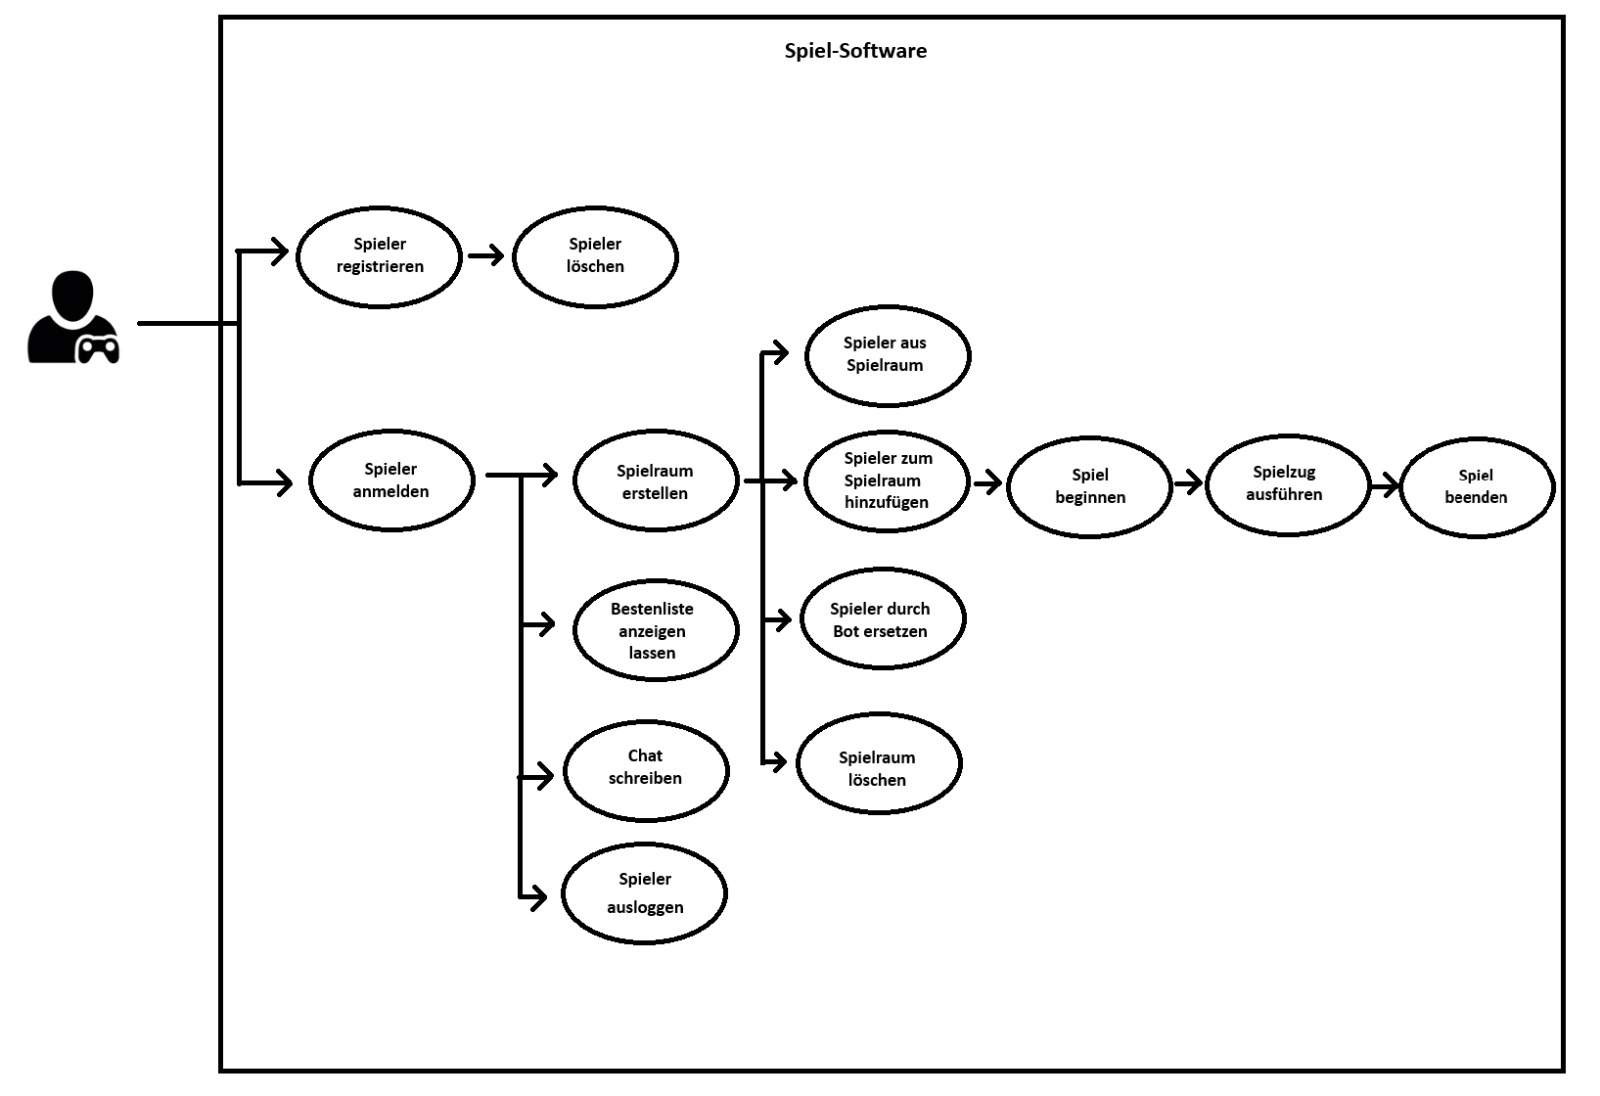 Spiel-Software
Spieler
registrieren
Spieler
löschen
Spieler aus
Spielraum
Spieler
anmelden
Spielraum
erstellen
Spieler zum
Spielraum
hinzufügen
Spiel
beginnen
Spielzug
ausführen
Spiel
beenden
Bestenliste
anzeigen
lassen
Spieler durch
Bot ersetzen
Chat
schreiben
Spielraum
löschen
Spieler
ausloggen